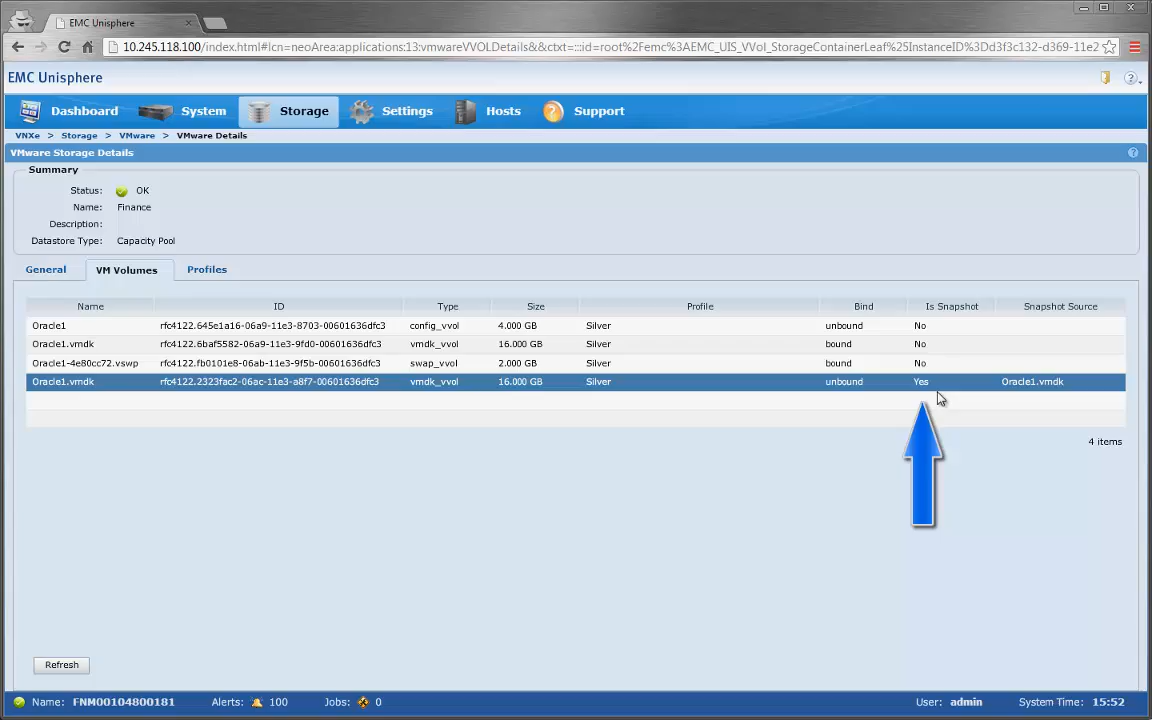 EMC Unisphere
10.245.118.100/index.html#lcn=neoArea:applications:13:vmwareVVOLDetails&&ctxt=:::id=root%2Femc%3AEMC_UIS_VVol_StorageContainerLeaf%25InstanceID%3Dd3f3c132-d369-11e2
EMC Unisphere
Dashboard System Storage Settings Hosts Support
VNXe > Storage > VMware > VMware Details
VMware Storage Details
Summary
Status: OK
Name: Finance
Description:
Datastore Type: Capacity Pool
General VM Volumes Profiles
Name ID Type Size Profile Bind Is Snapshot Snapshot Source
Oracle1 rfc4122.645e1a16-06a9-11e3-8703-00601636dfc3 config_vvol 4.000 GB Silver unbound No
Oracle1.vmdk rfc4122.6baf5582-06a9-11e3-9fd0-00601636dfc3 vmdk_vvol 16.000 GB Silver bound No
Oracle1-4e80cc72.vswp rfc4122.fb0101e8-06ab-11e3-9f5b-00601636dfc3 swap_vvol 2.000 GB Silver bound No
Oracle1.vmdk rfc4122.2323fac2-06ac-11e3-a8f7-00601636dfc3 vmdk_vvol 16.000 GB Silver unbound Yes Oracle1.vmdk
4 items
Refresh
Name: FNM00104800181 Alerts: 100 Jobs: 0 User: admin System Time: 15:52